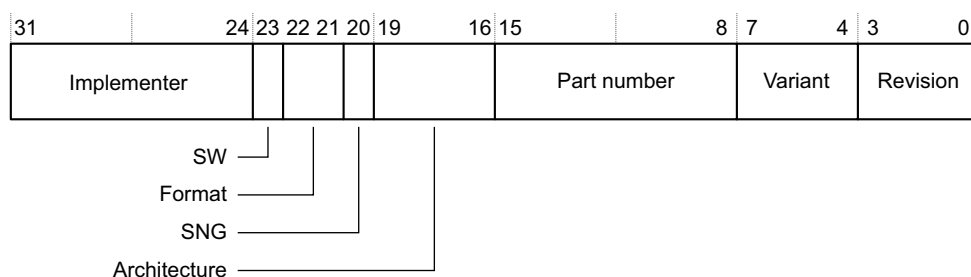 31 24 23 22 21 20 19 16 15 8 7 4 3 0
Implementer Part number Variant Revision
SW
Format
SNG
Architecture